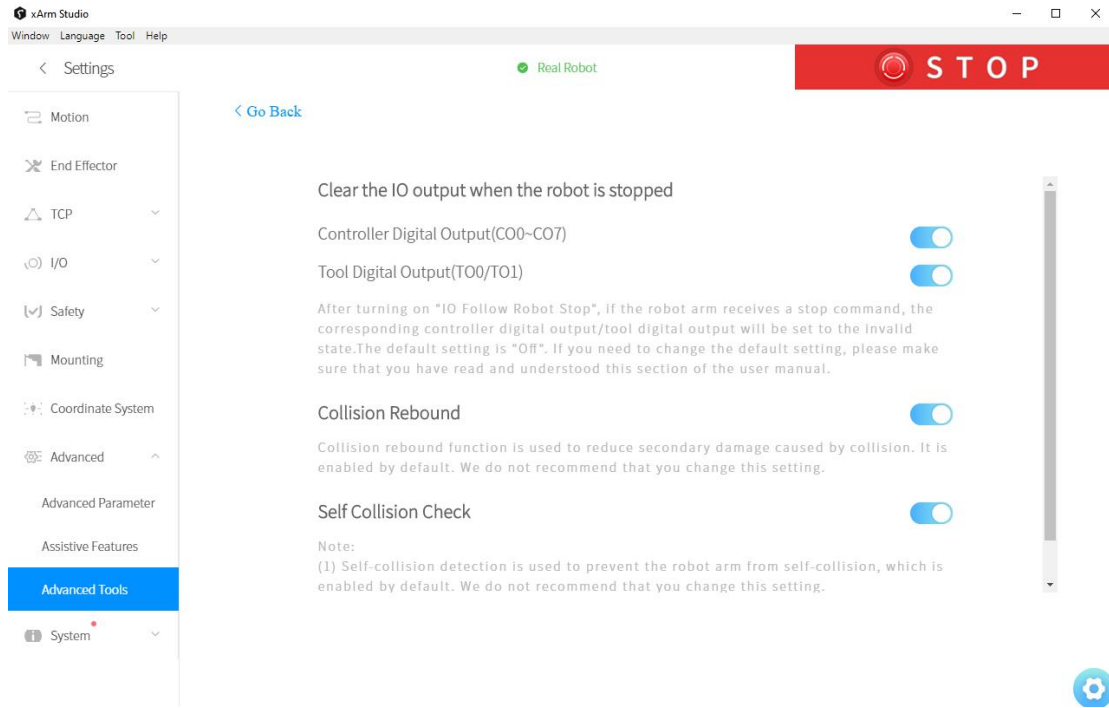 xArm Studio
Window Language Tool Help
Settings
Real Robot
STOP
Motion
End Effector
TCP
I/O
Safety
Mounting
Coordinate System
Advanced
Advanced Parameter
Assistive Features
Advanced Tools
System
Go Back
Clear the IO output when the robot is stopped
Controller Digital Output(CO0~CO7)
Tool Digital Output(TO0/TO1)
After turning on "IO Follow Robot Stop", if the robot arm receives a stop command, the
corresponding controller digital output/tool digital output will be set to the invalid
state.The default setting is "Off". If you need to change the default setting, please make
sure that you have read and understood this section of the user manual.
Collision Rebound
Collision rebound function is used to reduce secondary damage caused by collision. It is
enabled by default. We do not recommend that you change this setting.
Self Collision Check
Note:
(1) Self-collision detection is used to prevent the robot arm from self-collision, which is
enabled by default. We do not recommend that you change this setting.